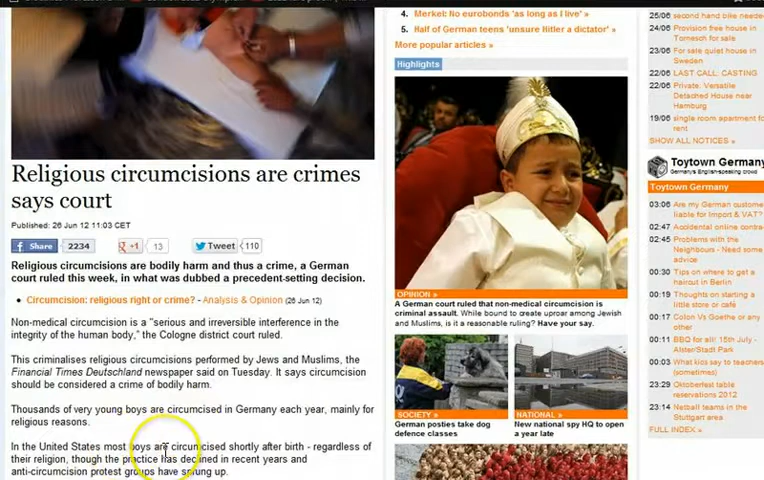 Religious circumcisions are crimes
says court
Published: 26 Jun 12 11:03 CET
Share 2234 +1 13 Tweet 110
Religious circumcisions are bodily harm and thus a crime, a German
court ruled this week, in what was dubbed a precedent-setting decision.
Circumcision: religious right or crime? - Analysis & Opinion (26 Jun 12)
Non-medical circumcision is a "serious and irreversible interference in the
integrity of the human body," the Cologne district court ruled.
This criminalises religious circumcisions performed by Jews and Muslims, the
Financial Times Deutschland newspaper said on Tuesday. It says circumcision
should be considered a crime of bodily harm.
Thousands of very young boys are circumcised in Germany each year, mainly for
religious reasons.
In the United States most boys are circumcised shortly after birth - regardless of
their religion, though the practice has declined in recent years and
anti-circumcision protest groups have sprung up.
4. Merkel: No eurobonds 'as long as I live' »
5. Half of German teens 'unsure Hitler a dictator' »
More popular articles »
Highlights
OPINION »
A German court ruled that non-medical circumcision is
criminal assault. While bound to create uproar among Jewish
and Muslims, is it a reasonable ruling? Have your say.
SOCIETY »
German posties take dog
defence classes
NATIONAL »
New national spy HQ to open
a year late
25/06 second hand bike needed
24/06 Provision free house in
Tornesch for sale
23/06 For sale quiet house in
Sweden
22/06 LAST CALL: CASTING
22/06 Private: Versatile
Detached House near
Hamburg
19/06 single room apartment for
rent
SHOW ALL NOTICES »
Toytown Germany
Germany's English-speaking crowd
Toytown Germany
03:06 Are my German custome
liable for Import & VAT?
02:47 Accidental online contra
02:45 Problems with the
Neighbours - Need some
advice
00:30 Tips on where to get a
haircut in Berlin
00:19 Thoughts on starting a
little store or café
00:17 Colon Vs Goethe or any
other
00:11 BBQ for all! 15th July -
Alster/Stadt Park
00:03 What kids say to teachers
(sometimes)
23:29 Oktoberfest table
reservations 2012
23:14 Netball teams in the
Stuttgart area
FULL INDEX »